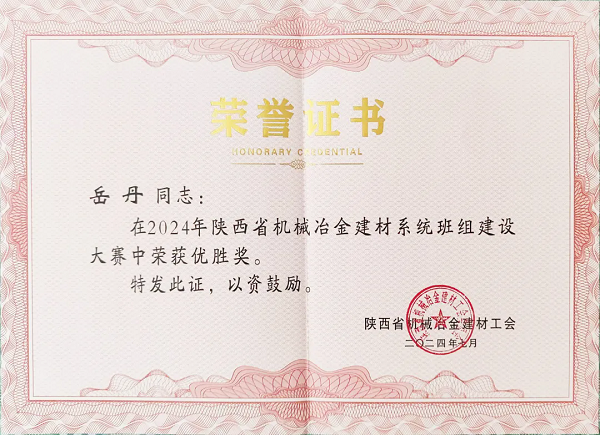 荣誉证书
HONORARY CREDENTIAL
岳丹同志：
在2024年陕西省机械冶金建材系统班组建设
大赛中荣获优胜奖。
特发此证，以资鼓励。
陕西省机械冶金建材工会
二〇二四年七月